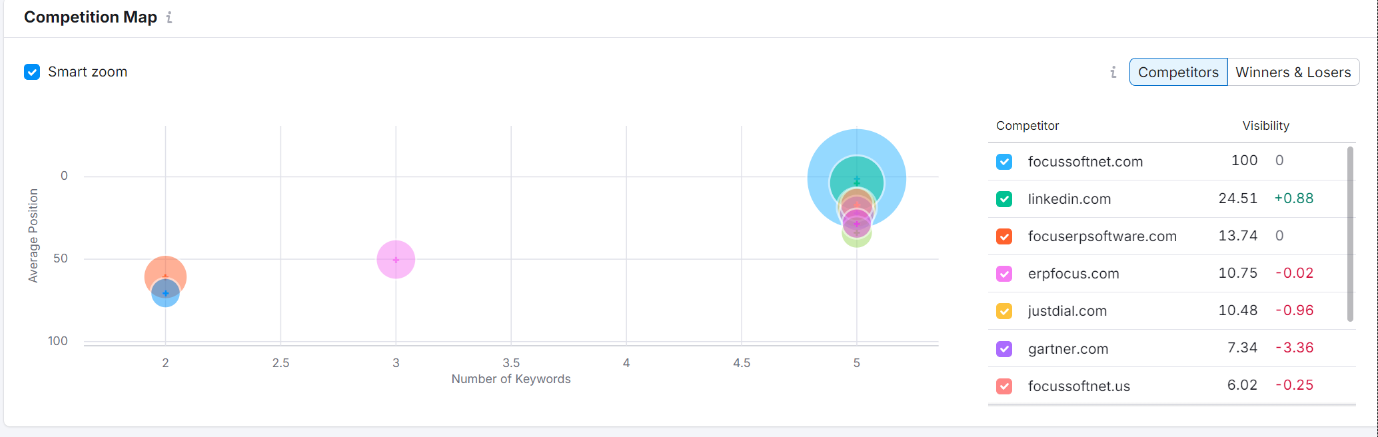 Competition Map i
Smart zoom
i Competitors Winners & Losers
Average Position
0
50
100
2 2.5 3 3.5 4 4.5 5
Number of Keywords
Competitor Visibility
focussoftnet.com 100 0
linkedin.com 24.51 +0.88
focuserpsoftware.com 13.74 0
erpfocus.com 10.75 -0.02
justdial.com 10.48 -0.96
gartner.com 7.34 -3.36
focussoftnet.us 6.02 -0.25